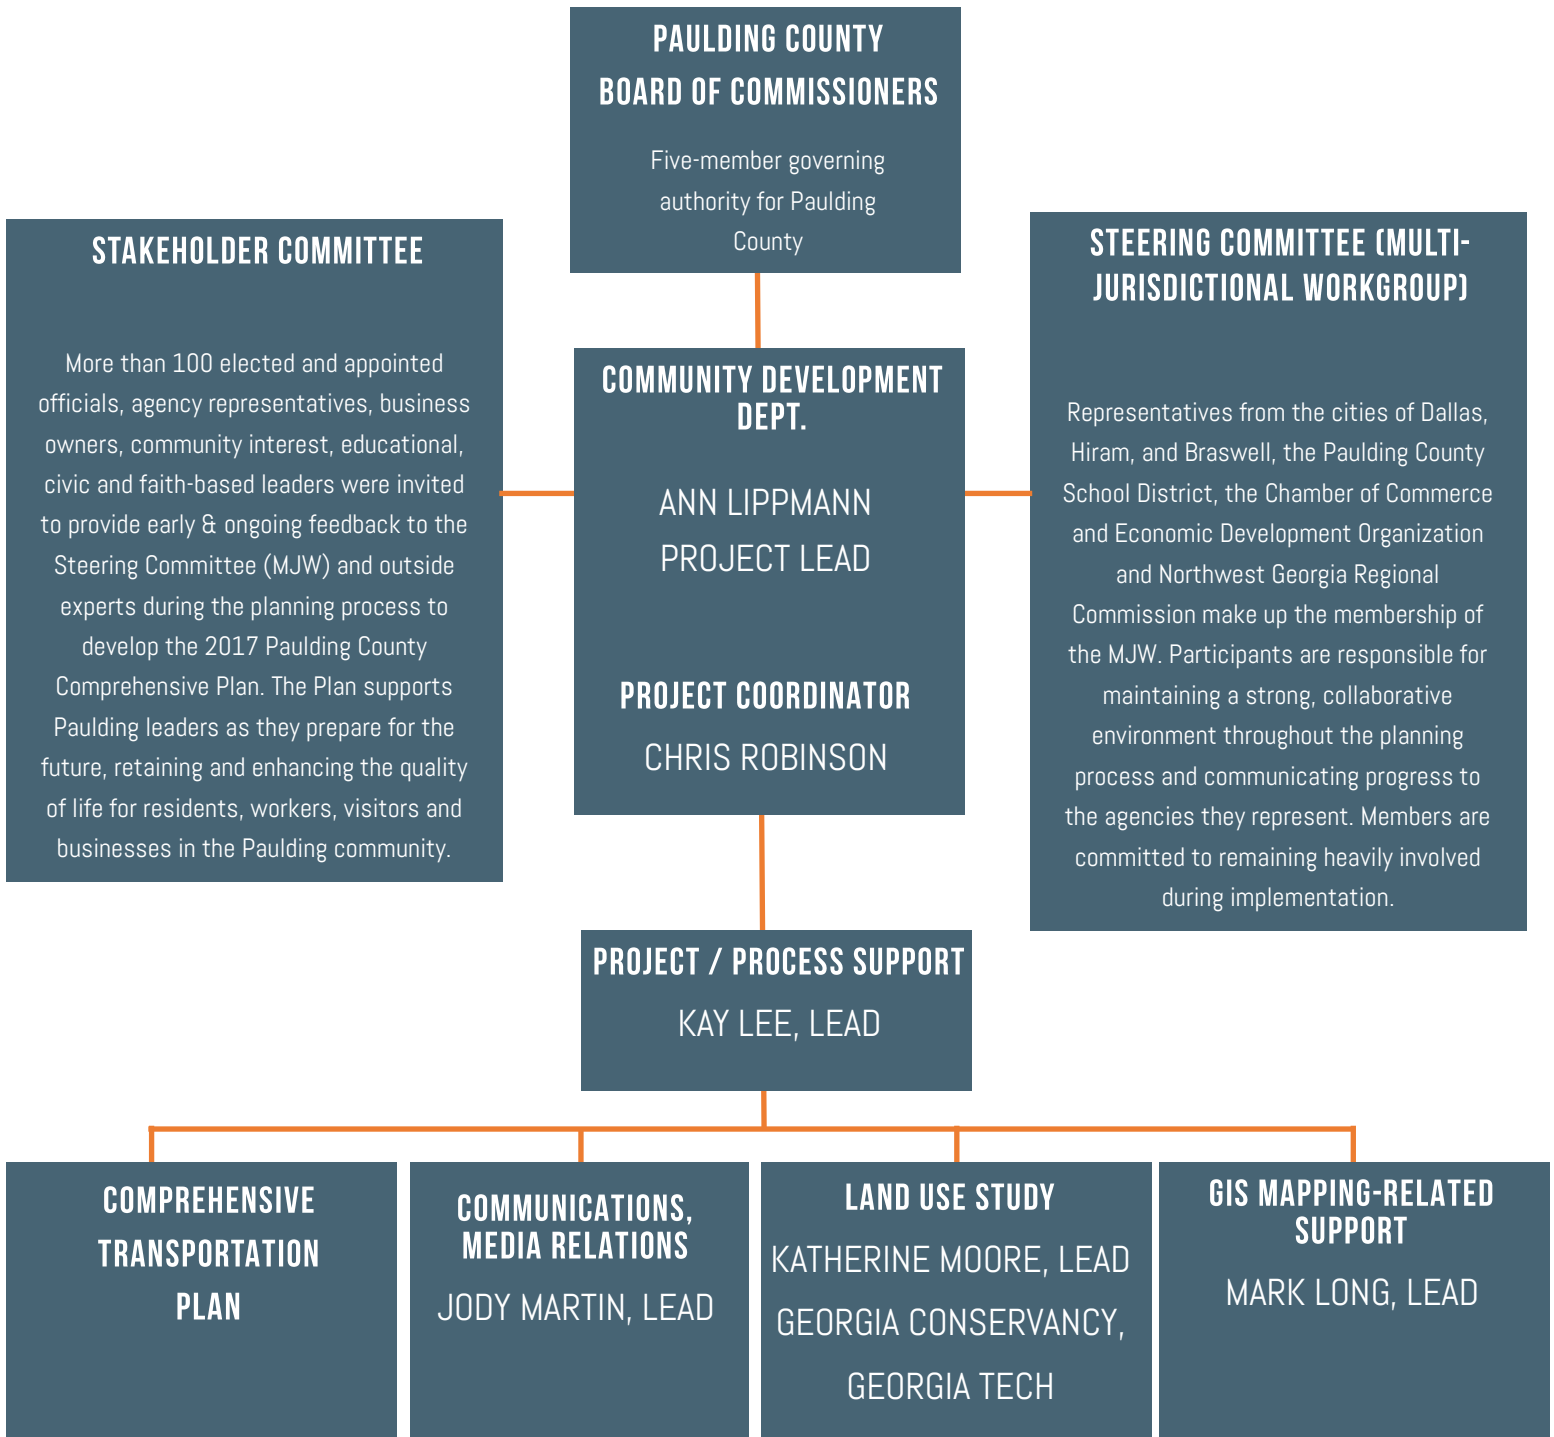 PAULDING COUNTY
BOARD OF COMMISSIONERS
Five-member governing
authority for Paulding
County
STAKEHOLDER COMMITTEE
More than 100 elected and appointed
officials, agency representatives, business
owners, community interest, educational,
civic and faith-based leaders were invited
to provide early & ongoing feedback to the
Steering Committee (MJW) and outside
experts during the planning process to
develop the 2017 Paulding County
Comprehensive Plan. The Plan supports
Paulding leaders as they prepare for the
future, retaining and enhancing the quality
of life for residents, workers, visitors and
businesses in the Paulding community.
COMMUNITY DEVELOPMENT
DEPT.
ANN LIPPMANN
PROJECT LEAD
PROJECT COORDINATOR
CHRIS ROBINSON
STEERING COMMITTEE (MULTI-
JURISDICTIONAL WORKGROUP)
Representatives from the cities of Dallas,
Hiram, and Braswell, the Paulding County
School District, the Chamber of Commerce
and Economic Development Organization
and Northwest Georgia Regional
Commission make up the membership of
the MJW. Participants are responsible for
maintaining a strong, collaborative
environment throughout the planning
process and communicating progress to
the agencies they represent. Members are
committed to remaining heavily involved
during implementation.
PROJECT / PROCESS SUPPORT
KAY LEE, LEAD
COMPREHENSIVE
TRANSPORTATION
PLAN
COMMUNICATIONS,
MEDIA RELATIONS
JODY MARTIN, LEAD
LAND USE STUDY
KATHERINE MOORE, LEAD
GEORGIA CONSERVANCY,
GEORGIA TECH
GIS MAPPING-RELATED
SUPPORT
MARK LONG, LEAD